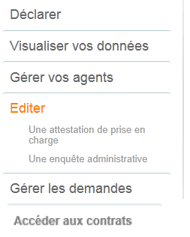 Déclarer
Visualiser vos données
Gérer vos agents
Editer
Une attestation de prise en
charge
Une enquête administrative
Gérer les demandes
Accéder aux contrats